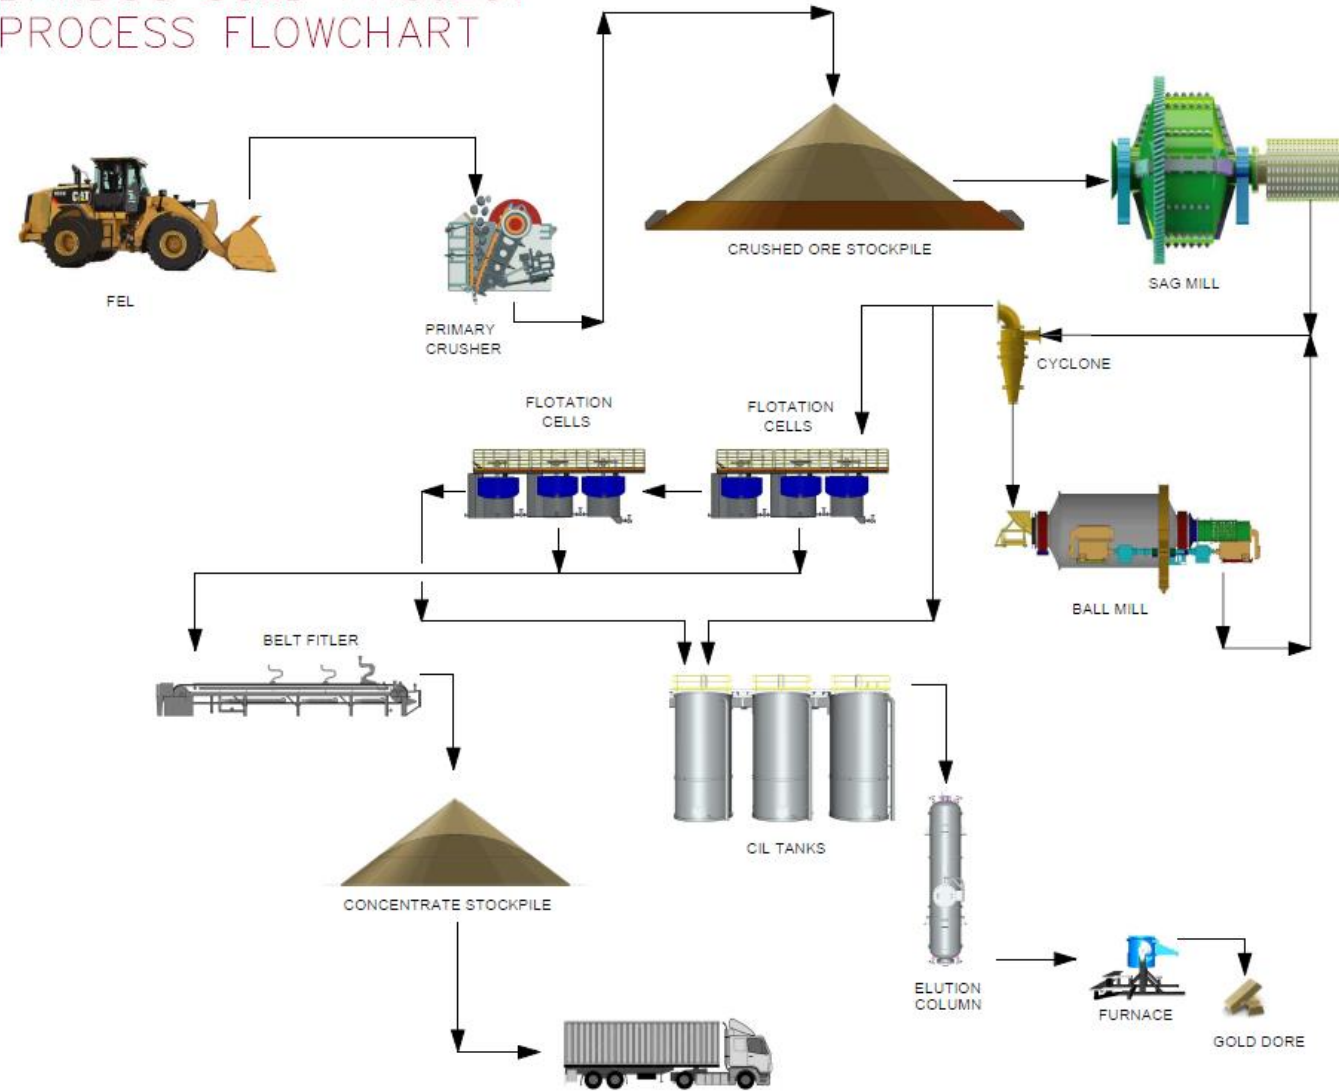 PROCESS FLOWCHART
CAT
FEL
PRIMARY
CRUSHER
CRUSHED ORE STOCKPILE
SAG MILL
CYCLONE
FLOTATION
CELLS
FLOTATION
CELLS
BALL MILL
BELT FITLER
CIL TANKS
CONCENTRATE STOCKPILE
ELUTION
COLUMN
FURNACE
GOLD DORE